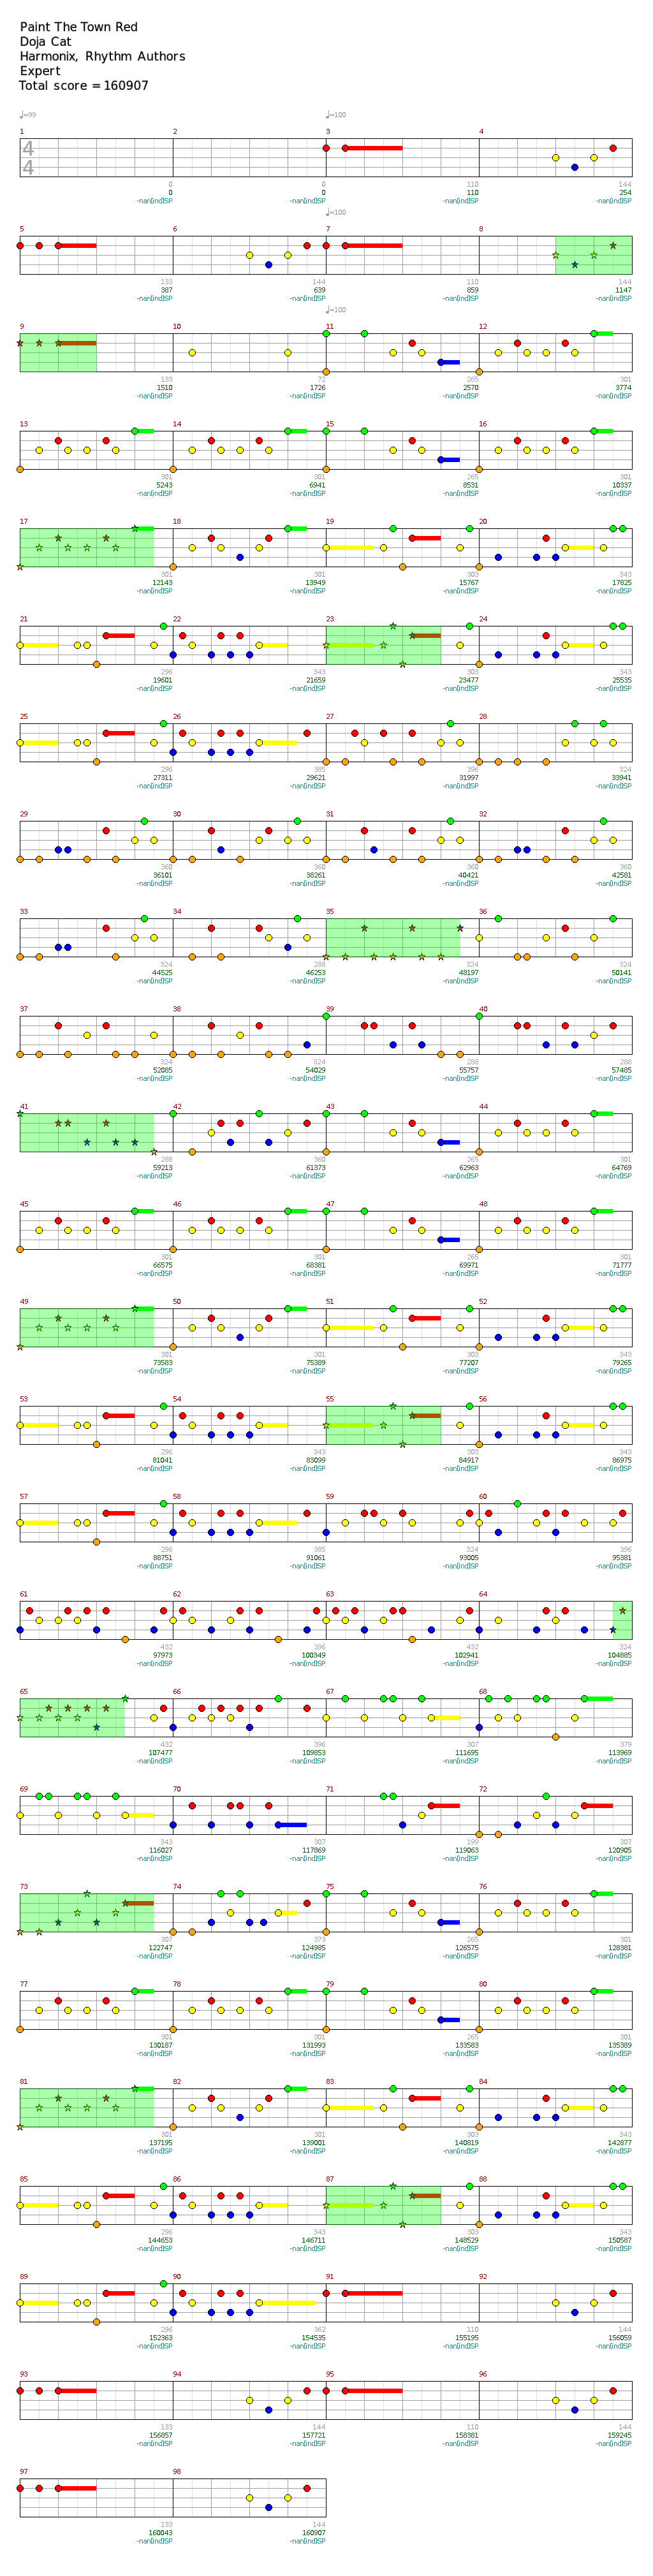 Paint The Town Red
Doja Cat
Harmonix, Rhythm Authors
Expert
Total score = 160907
♩=99 ♩=100
1 2 3 4
4
4
0 0 110 144
0 0 110 254
-nan(ind)SP -nan(ind)SP -nan(ind)SP -nan(ind)SP
♩=100
5 6 7 8
133 144 110 144
387 639 859 1147
-nan(ind)SP -nan(ind)SP -nan(ind)SP -nan(ind)SP
♩=100
9 10 11 12
133 72 265 301
1510 1726 2570 3774
-nan(ind)SP -nan(ind)SP -nan(ind)SP -nan(ind)SP
13 14 15 16
301 301 265 301
5243 6941 8531 10337
-nan(ind)SP -nan(ind)SP -nan(ind)SP -nan(ind)SP
17 18 19 20
301 301 303 343
12143 13949 15767 17825
-nan(ind)SP -nan(ind)SP -nan(ind)SP -nan(ind)SP
21 22 23 24
296 343 303 343
19601 21659 23477 25535
-nan(ind)SP -nan(ind)SP -nan(ind)SP -nan(ind)SP
25 26 27 28
296 385 396 324
27311 29621 31997 33941
-nan(ind)SP -nan(ind)SP -nan(ind)SP -nan(ind)SP
29 30 31 32
360 360 360 360
36101 38261 40421 42581
-nan(ind)SP -nan(ind)SP -nan(ind)SP -nan(ind)SP
33 34 35 36
324 288 324 324
44525 46253 48197 50141
-nan(ind)SP -nan(ind)SP -nan(ind)SP -nan(ind)SP
37 38 39 40
324 324 288 288
52085 54029 55757 57485
-nan(ind)SP -nan(ind)SP -nan(ind)SP -nan(ind)SP
41 42 43 44
288 360 265 301
59213 61373 62963 64769
-nan(ind)SP -nan(ind)SP -nan(ind)SP -nan(ind)SP
45 46 47 48
301 301 265 301
66575 68381 69971 71777
-nan(ind)SP -nan(ind)SP -nan(ind)SP -nan(ind)SP
49 50 51 52
301 301 303 343
73583 75389 77207 79265
-nan(ind)SP -nan(ind)SP -nan(ind)SP -nan(ind)SP
53 54 55 56
296 343 303 343
81041 83099 84917 86975
-nan(ind)SP -nan(ind)SP -nan(ind)SP -nan(ind)SP
57 58 59 60
296 385 324 396
88751 91061 93005 95381
-nan(ind)SP -nan(ind)SP -nan(ind)SP -nan(ind)SP
61 62 63 64
432 396 432 324
97973 100349 102941 104885
-nan(ind)SP -nan(ind)SP -nan(ind)SP -nan(ind)SP
65 66 67 68
432 396 307 379
107477 109853 111695 113969
-nan(ind)SP -nan(ind)SP -nan(ind)SP -nan(ind)SP
69 70 71 72
343 307 199 307
116027 117869 119063 120905
-nan(ind)SP -nan(ind)SP -nan(ind)SP -nan(ind)SP
73 74 75 76
307 373 265 301
122747 124985 126575 128381
-nan(ind)SP -nan(ind)SP -nan(ind)SP -nan(ind)SP
77 78 79 80
301 301 265 301
130187 131993 133583 135389
-nan(ind)SP -nan(ind)SP -nan(ind)SP -nan(ind)SP
81 82 83 84
301 301 303 343
137195 139001 140819 142877
-nan(ind)SP -nan(ind)SP -nan(ind)SP -nan(ind)SP
85 86 87 88
296 343 303 343
144653 146711 148529 150587
-nan(ind)SP -nan(ind)SP -nan(ind)SP -nan(ind)SP
89 90 91 92
296 362 110 144
152363 154535 155195 156059
-nan(ind)SP -nan(ind)SP -nan(ind)SP -nan(ind)SP
93 94 95 96
133 144 110 144
156857 157721 158381 159245
-nan(ind)SP -nan(ind)SP -nan(ind)SP -nan(ind)SP
97 98
133 144
160043 160907
-nan(ind)SP -nan(ind)SP